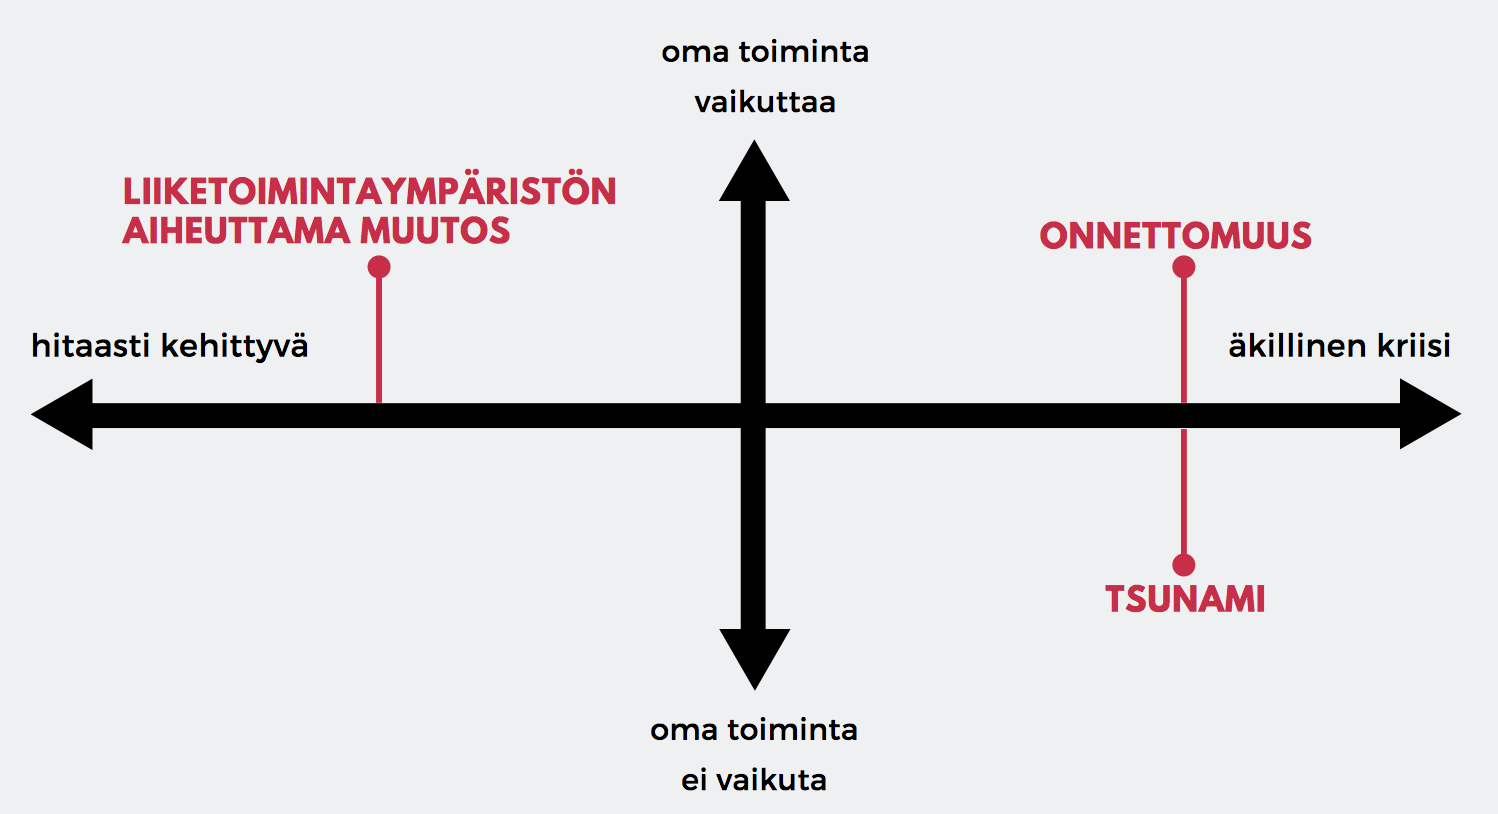 oma toiminta
vaikuttaa
LIIKETOIMINTAYMPÄRISTÖN
AIHEUTTAMA MUUTOS
ONNETTOMUUS
hitaasti kehittyvä
äkillinen kriisi
TSUNAMI
oma toiminta
ei vaikuta